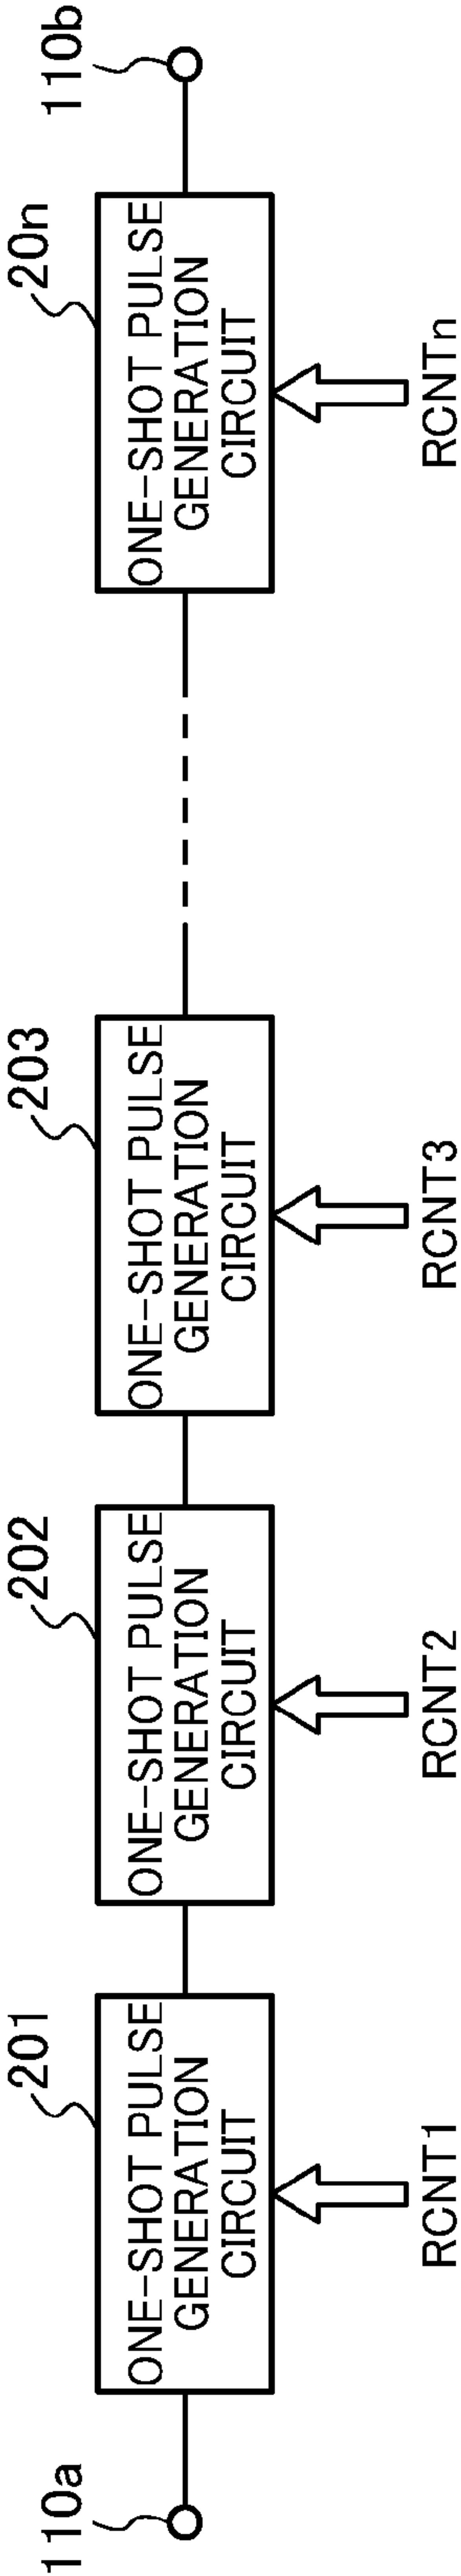 110a
201
ONE-SHOT PULSE
GENERATION
CIRCUIT
RCNT1
202
ONE-SHOT PULSE
GENERATION
CIRCUIT
RCNT2
203
ONE-SHOT PULSE
GENERATION
CIRCUIT
RCNT3
20n
ONE-SHOT PULSE
GENERATION
CIRCUIT
RCNTn
110b